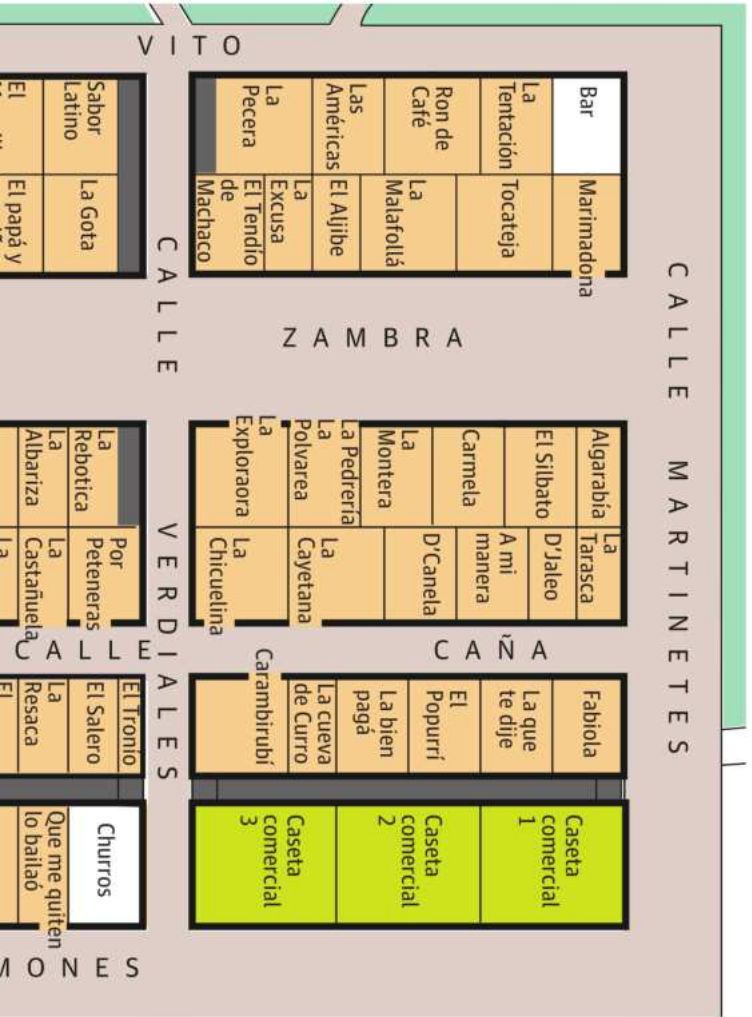 VITO
El
Sabor
Latino
La
Pecera
Las
Américas
Ron de
Café
La
Tentación
Bar
El papá y
La Gota
El Tendío
de
Machaco
La
Excusa
El Aljibe
La
Malafollá
Tocateja
Marimadona
CALLE
ZAMBRA
CALLE MARTINETES
La
Albariza
La
Rebotica
La
Exploraora
La
Polvarea
La Pedrería
La
Montera
Carmela
El Silbato
Algarabía
La
La
Castañuela
Por
Peteneras
VERDIALES
La
Chicuelina
La
Cayetana
D'Canela
A mi
manera
D'Jaleo
La
Tarasca
CALLE
CAÑA
El
La
Resaca
El Salero
El Tronío
Carambirubí
La cueva
de Curro
La bien
pagá
El
Popurrí
La que
te dije
Fabiola
Que me quiten
lo bailaó
Churros
Caseta
comercial
3
Caseta
comercial
2
Caseta
comercial
1
MONES